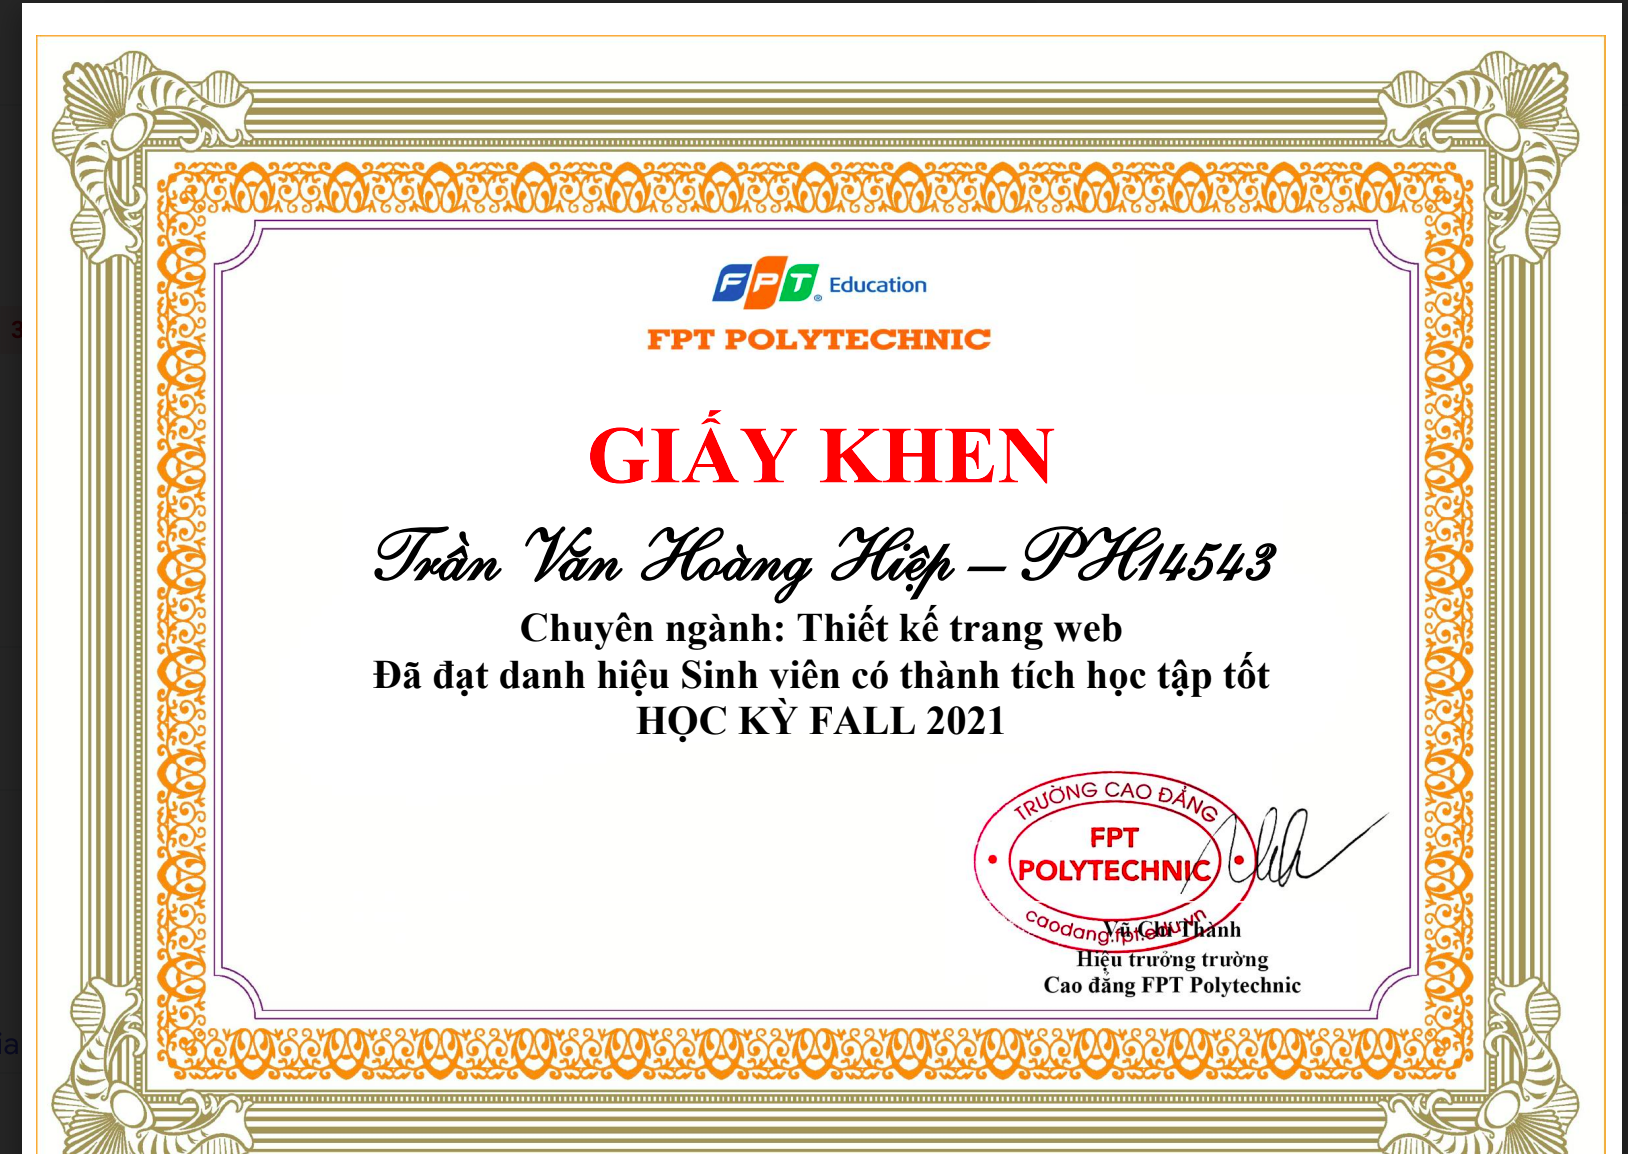 FPT Education
FPT POLYTECHNIC
GIẤY KHEN
Trần Văn Hoàng Hiệp – PH14543
Chuyên ngành: Thiết kế trang web
Đã đạt danh hiệu Sinh viên có thành tích học tập tốt
HỌC KỲ FALL 2021
TRƯỜNG CAO ĐẲNG
FPT
POLYTECHNIC
caodang.fpt.edu.vn
Vũ Chí Thành
Hiệu trưởng trường
Cao đẳng FPT Polytechnic